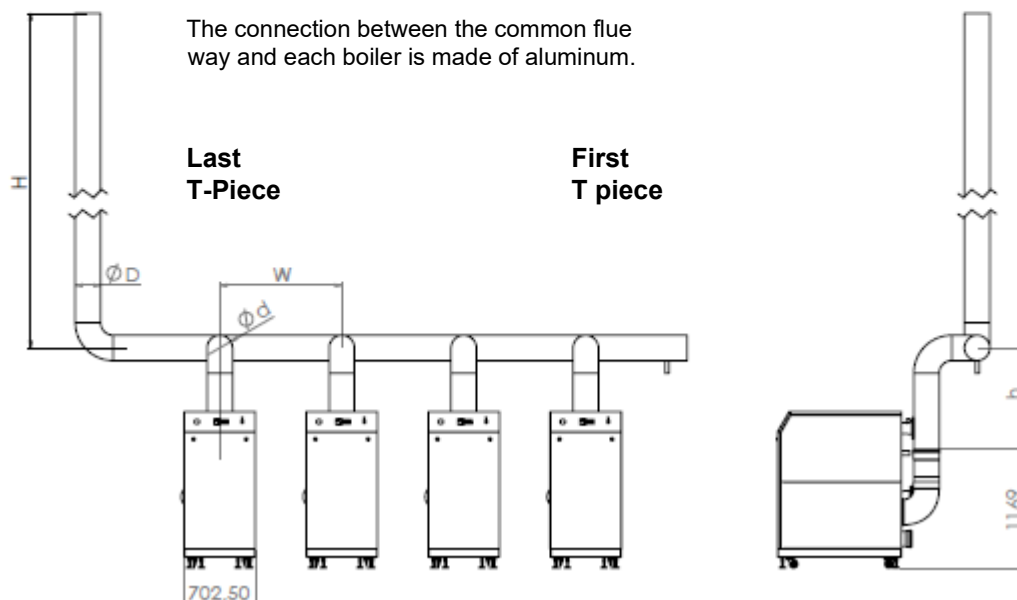 The connection between the common flue
way and each boiler is made of aluminum.
Last
T-Piece
First
T piece
H
ØD
W
Ød
h
1169
702,50